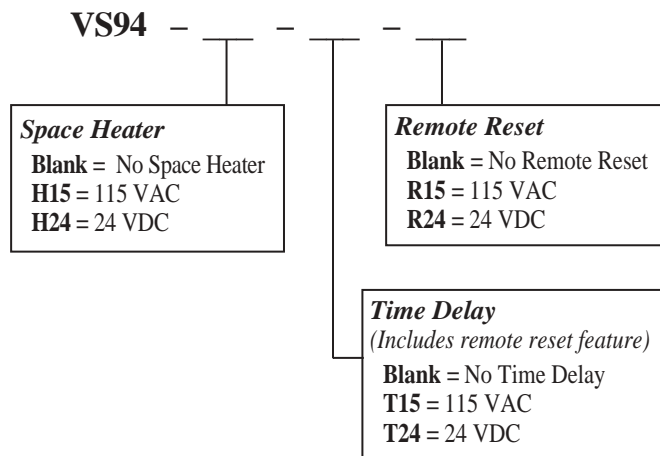 VS94 – ___ – ___ – ___
Space Heater
Blank = No Space Heater
H15 = 115 VAC
H24 = 24 VDC
Remote Reset
Blank = No Remote Reset
R15 = 115 VAC
R24 = 24 VDC
Time Delay
(Includes remote reset feature)
Blank = No Time Delay
T15 = 115 VAC
T24 = 24 VDC